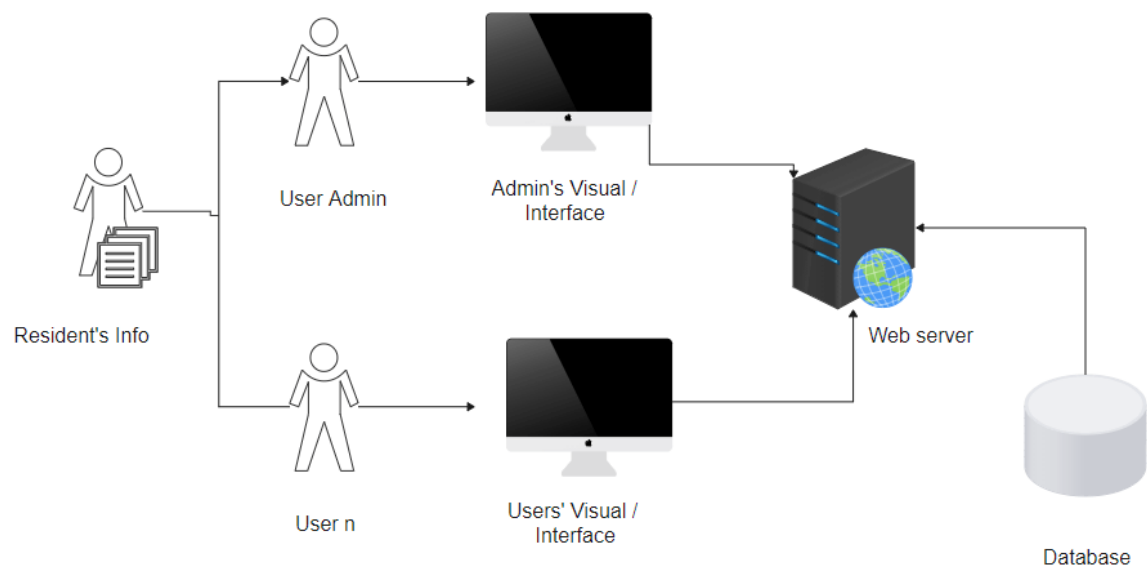 User Admin
Admin's Visual /
Interface
Resident's Info
Web server
User n
Users' Visual /
Interface
Database